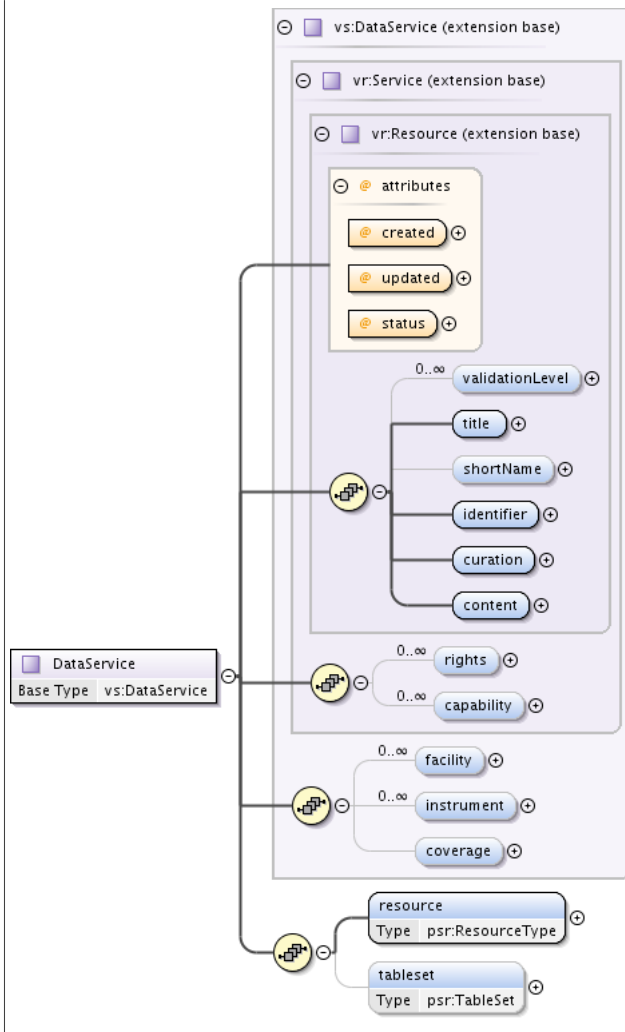 vs:DataService (extension base)
vr:Service (extension base)
vr:Resource (extension base)
@ attributes
@ created
@ updated
@ status
0..∞
validationLevel
title
shortName
identifier
curation
content
DataService
Base Type vs:DataService
0..∞
rights
0..∞
capability
0..∞
facility
0..∞
instrument
coverage
resource
Type psr:ResourceType
tableset
Type psr:TableSet